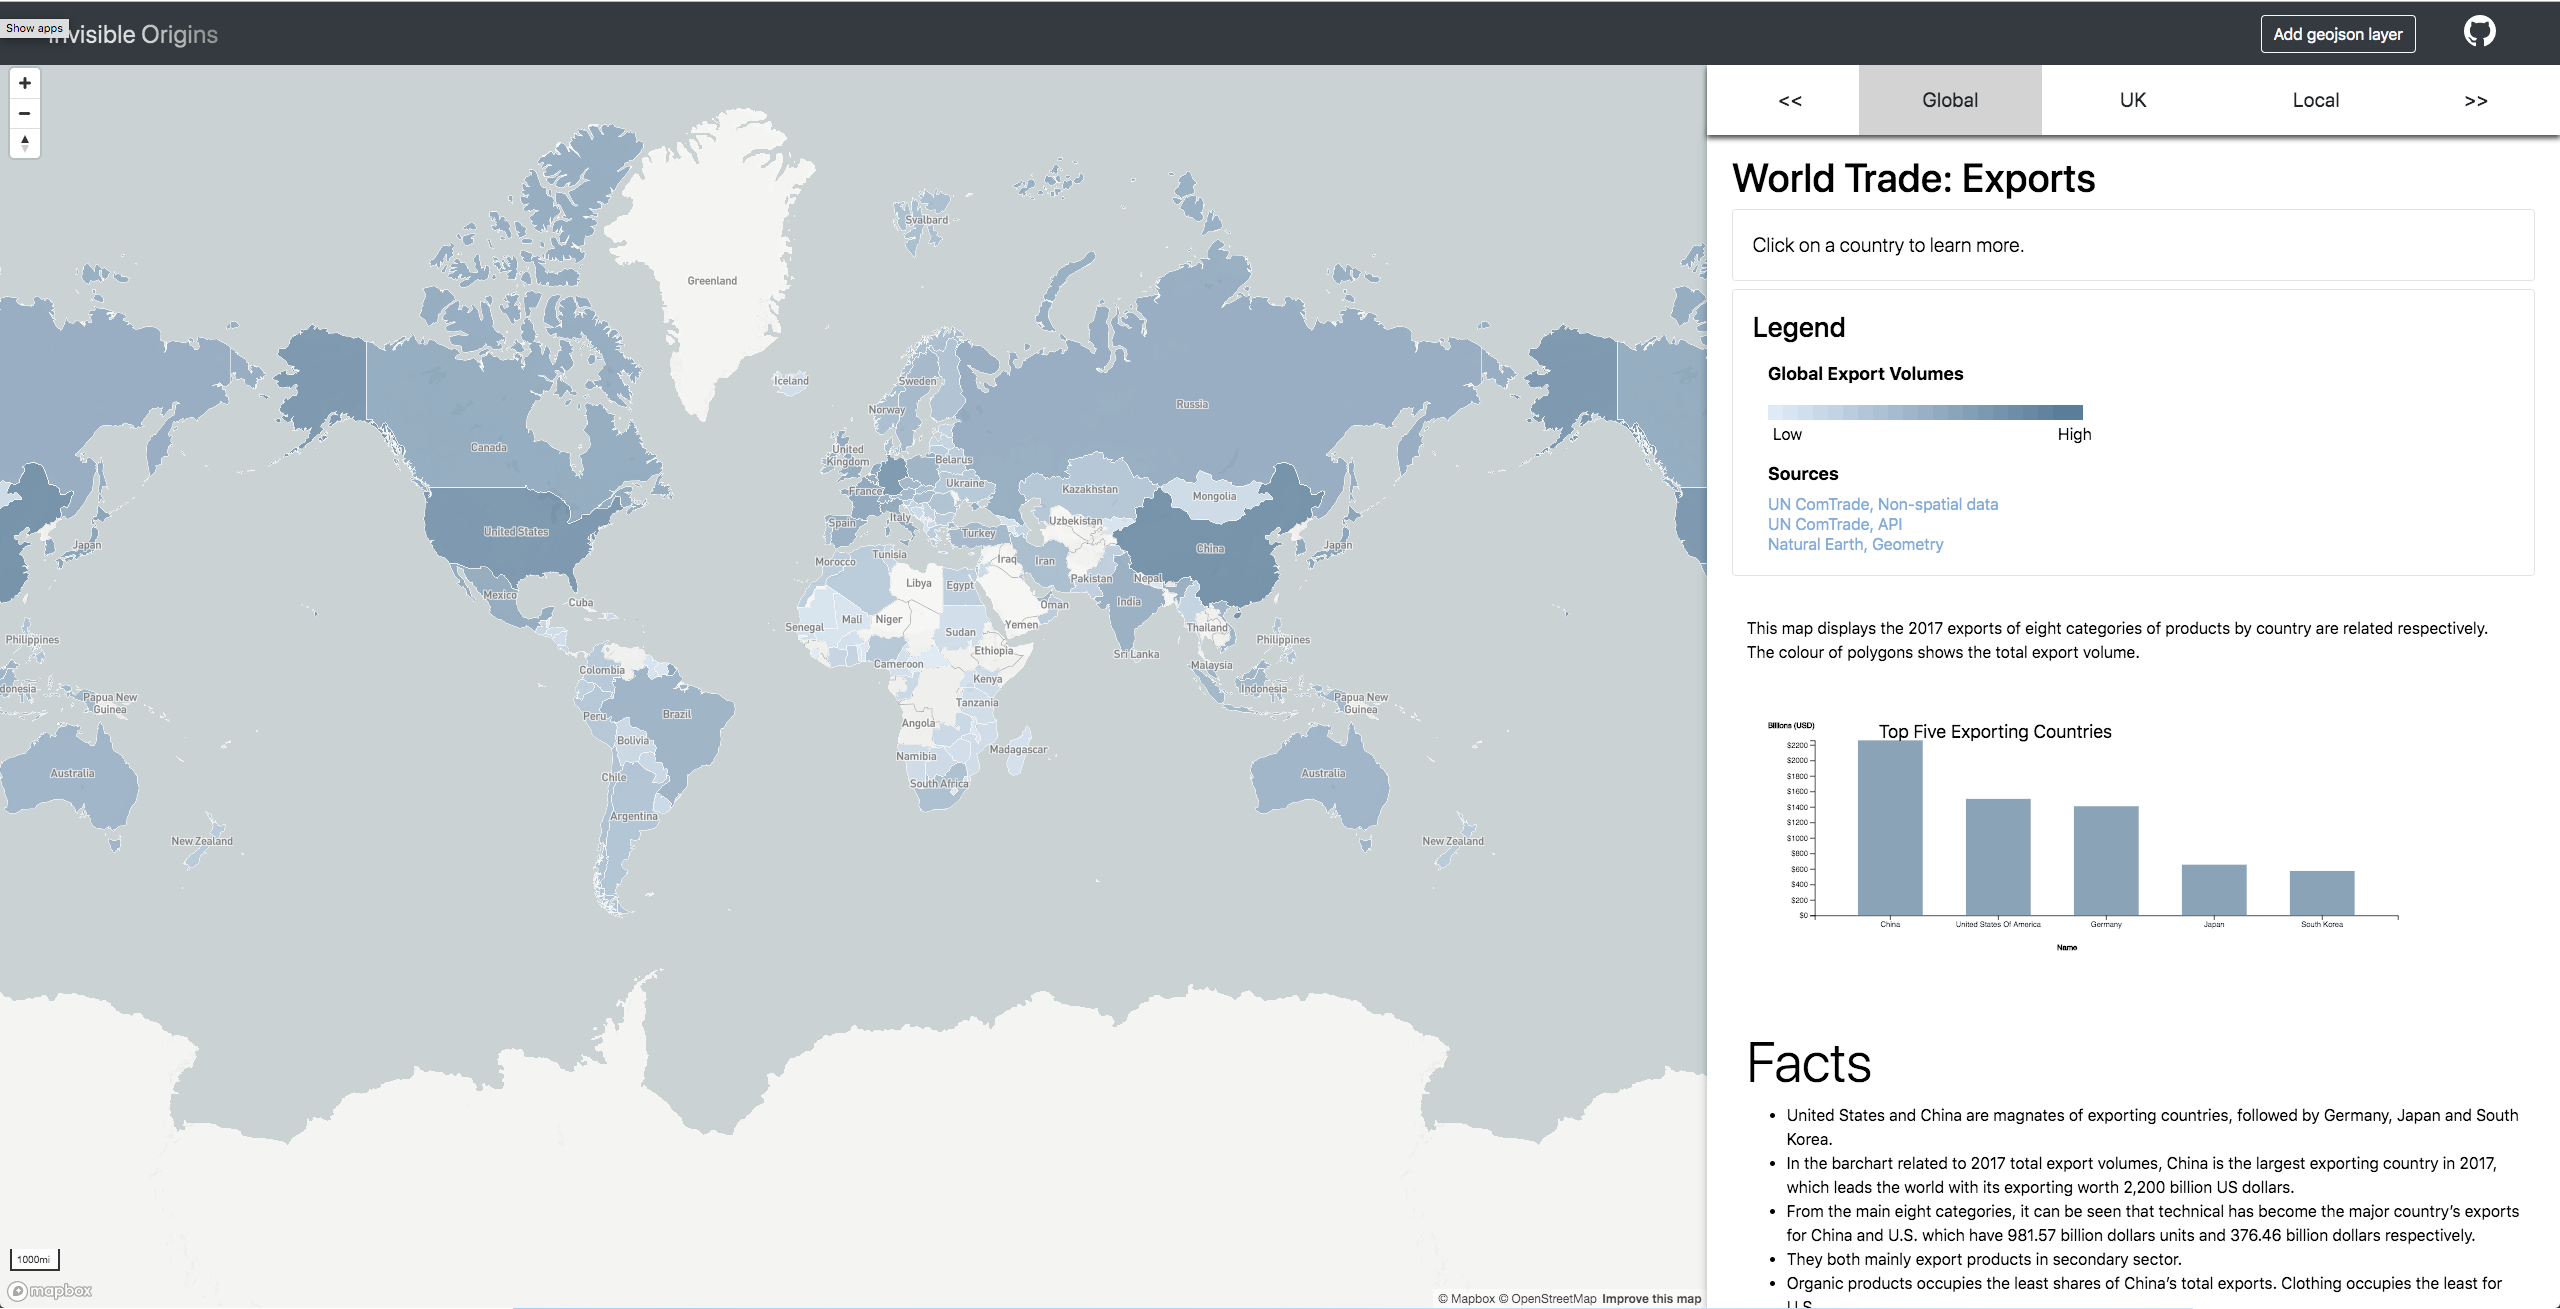 Show apps
nvisible Origins
Add geojson layer
+
−
<<
Global
UK
Local
>>
World Trade: Exports
Click on a country to learn more.
Legend
Global Export Volumes
Low
High
Sources
UN ComTrade, Non-spatial data
UN ComTrade, API
Natural Earth, Geometry
This map displays the 2017 exports of eight categories of products by country are related respectively.
The colour of polygons shows the total export volume.
Billions (USD)
Top Five Exporting Countries
$2200
$2000
$1800
$1600
$1400
$1200
$1000
$800
$600
$400
$200
$0
China
United States Of America
Germany
Japan
South Korea
Name
Facts
• United States and China are magnates of exporting countries, followed by Germany, Japan and South
Korea.
• In the barchart related to 2017 total export volumes, China is the largest exporting country in 2017,
which leads the world with its exporting worth 2,200 billion US dollars.
• From the main eight categories, it can be seen that technical has become the major country’s exports
for China and U.S. which have 981.57 billion dollars units and 376.46 billion dollars respectively.
• They both mainly export products in secondary sector.
• Organic products occupies the least shares of China’s total exports. Clothing occupies the least for
U.S.
Svalbard
Greenland
Iceland
Sweden
Norway
Russia
Canada
United
Kingdom
Belarus
Ukraine
France
Kazakhstan
Mongolia
Italy
Spain
Uzbekistan
United States
Turkey
Japan
China
Japan
Tunisia
Morocco
Iraq
Iran
Pakistan
Nepal
Libya
Egypt
Mexico
Cuba
Oman
India
Mali
Niger
Senegal
Yemen
Thailand
Sudan
Philippines
Philippines
Ethiopia
Sri Lanka
Cameroon
Malaysia
Colombia
Kenya
donesia
Indonesia
Papua New
Guinea
Papua New
Guinea
Tanzania
Peru
Brazil
Angola
Bolivia
Madagascar
Namibia
Australia
Australia
Chile
South Africa
Argentina
New Zealand
New Zealand
1000mi
mapbox
© Mapbox © OpenStreetMap Improve this map